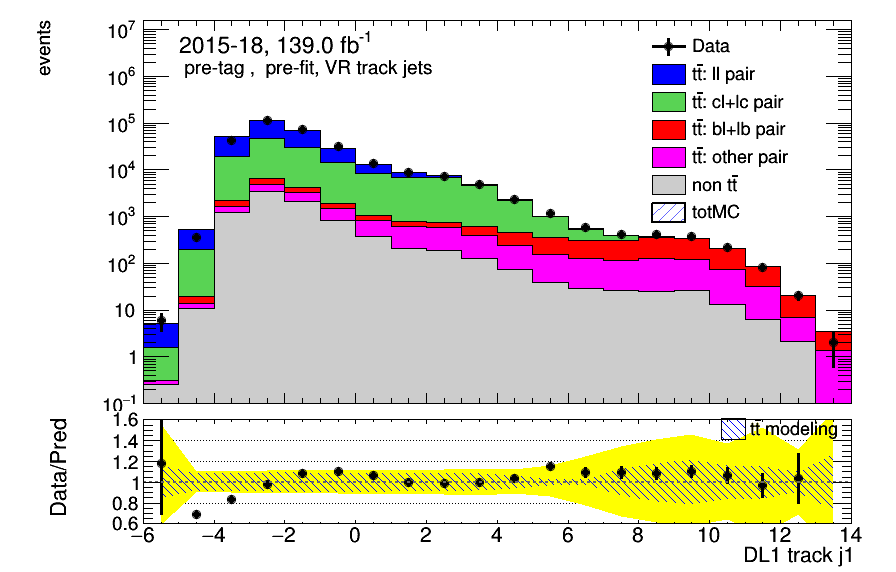 events
10⁷
10⁶
10⁵
10⁴
10³
10²
10
1
10⁻¹
2015-18, 139.0 fb⁻¹
pre-tag , pre-fit, VR track jets
Data
tt̄: ll pair
tt̄: cl+lc pair
tt̄: bl+lb pair
tt̄: other pair
non tt̄
totMC
Data/Pred
1.6
1.4
1.2
1
0.8
0.6
tt̄ modeling
−6 −4 −2 0 2 4 6 8 10 12 14
DL1 track j1